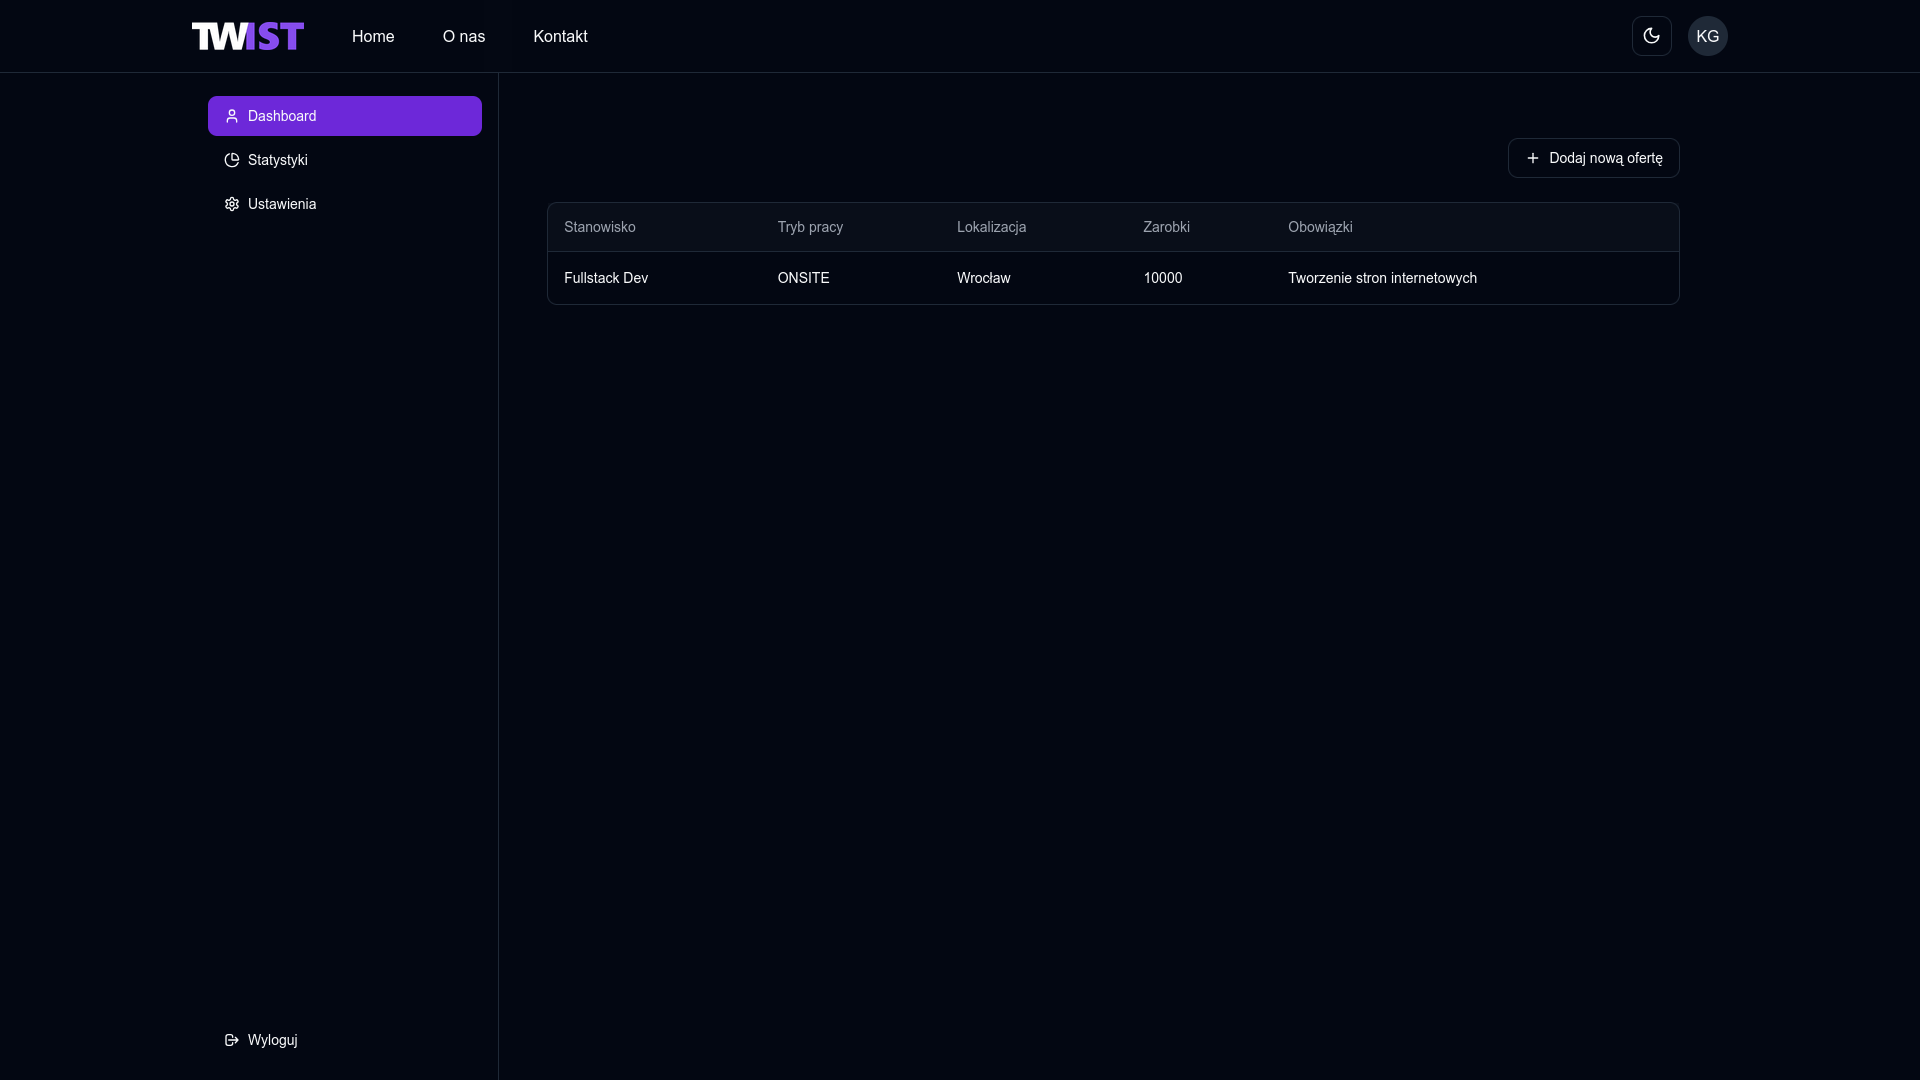 TWIST
Home
O nas
Kontakt
KG
Dashboard
Statystyki
Ustawienia
Dodaj nową ofertę
Stanowisko Tryb pracy Lokalizacja Zarobki Obowiązki
Fullstack Dev ONSITE Wrocław 10000 Tworzenie stron internetowych
Wyloguj